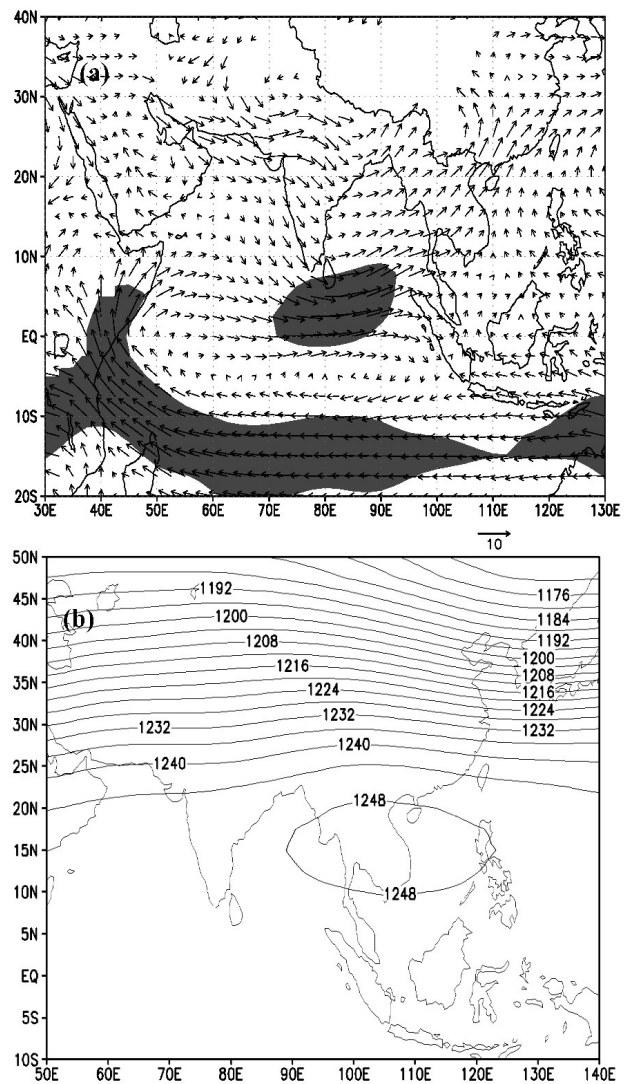 40N
(a)
30N
20N
10N
EQ
10S
20S
30E 40E 50E 60E 70E 80E 90E 100E 110E 120E 130E
10
50N
45N 1192 1176
(b) 1200 1184
40N 1208 1192
1216 1200
35N 1224 1208
1216
1232 1224
30N 1232 1232
1240
25N 1240
20N 1248
15N
10N 1248
5N
EQ
5S
10S
50E 60E 70E 80E 90E 100E 110E 120E 130E 140E